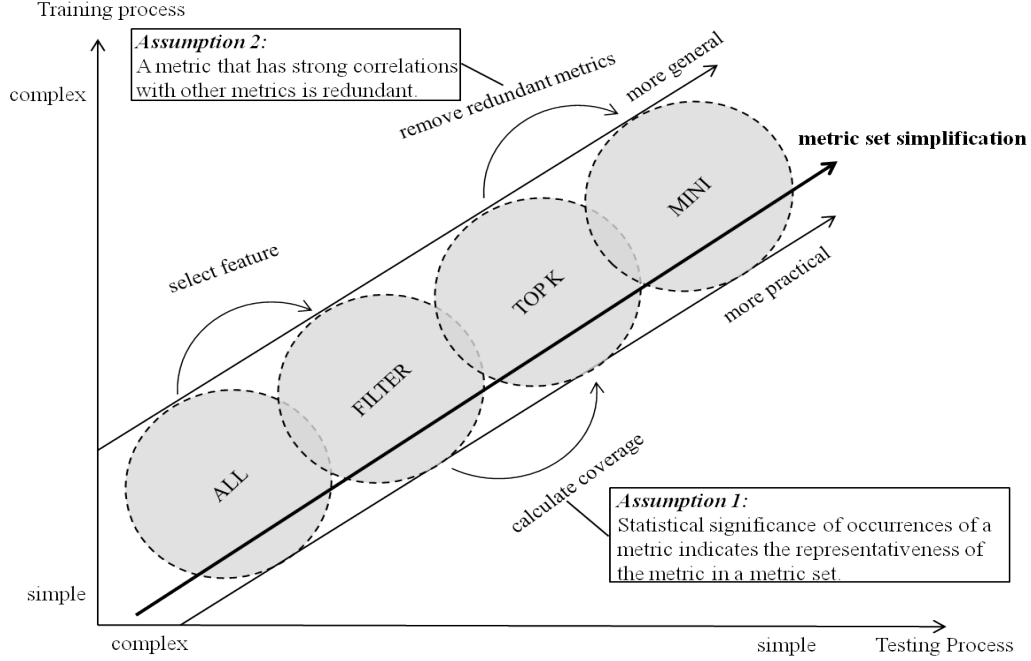 Training process
Assumption 2:
A metric that has strong correlations
with other metrics is redundant.
complex
remove redundant metrics
more general
metric set simplification
MINI
select feature
TOP K
more practical
FILTER
ALL
calculate coverage
Assumption 1:
Statistical significance of occurrences of a
metric indicates the representativeness of
the metric in a metric set.
simple
complex
simple
Testing Process